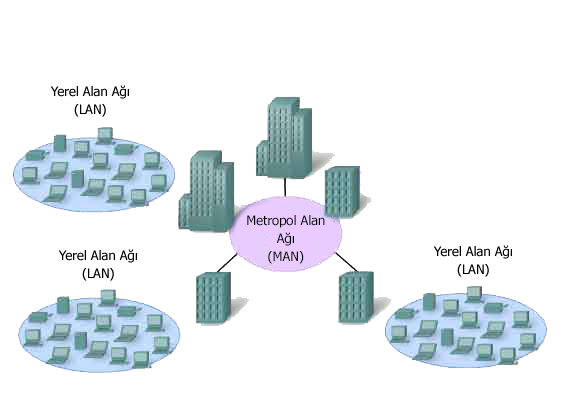 Yerel Alan Ağı
(LAN)
Metropol Alan
Ağı
(MAN)
Yerel Alan Ağı
(LAN)
Yerel Alan Ağı
(LAN)